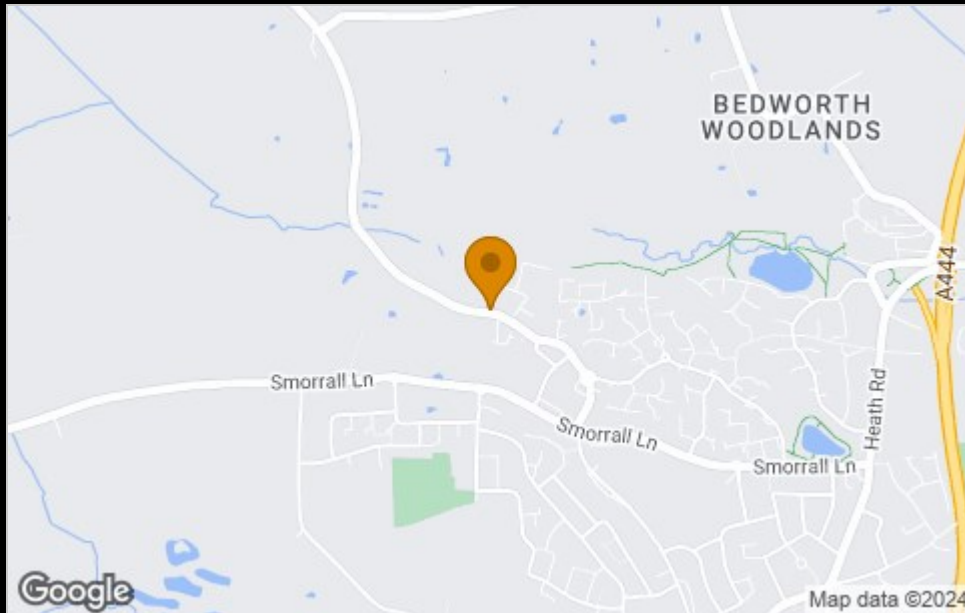 BEDWORTH
WOODLANDS
A444
Smorrall Ln
Heath Rd
Smorrall Ln
Smorrall Ln
Google
Map data ©2024